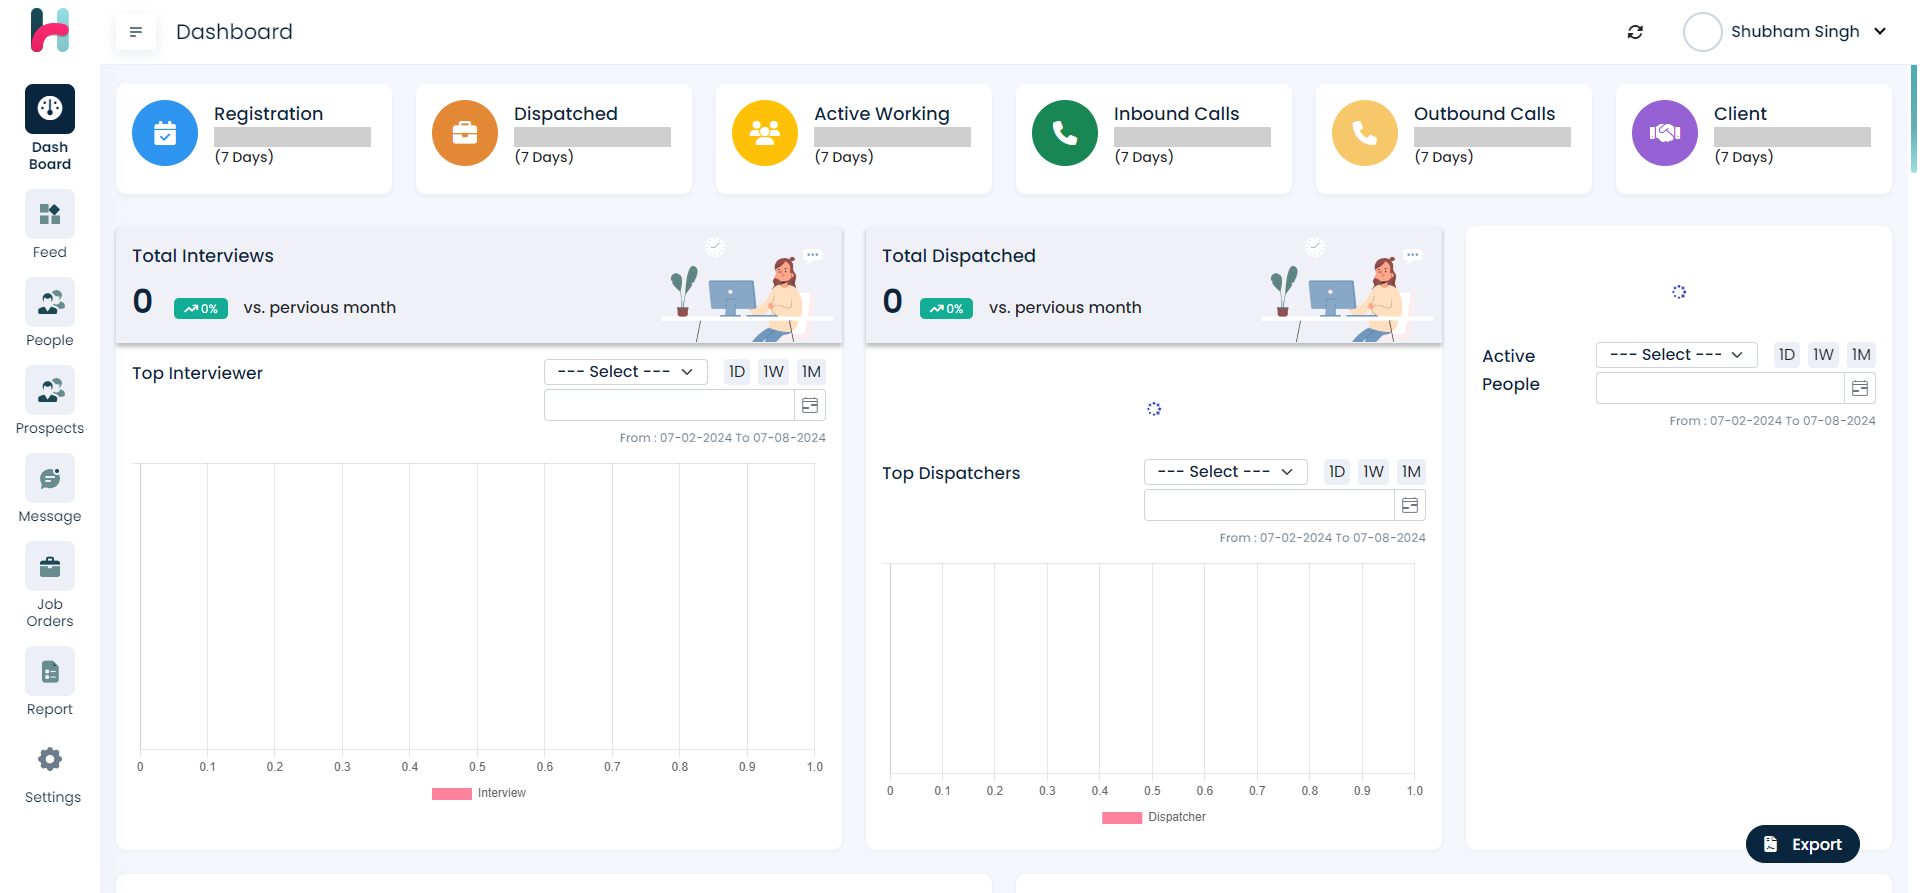 Dashboard
Shubham Singh
Dash
Board
Feed
People
Prospects
Message
Job
Orders
Report
Settings
Registration
(7 Days)
Dispatched
(7 Days)
Active Working
(7 Days)
Inbound Calls
(7 Days)
Outbound Calls
(7 Days)
Client
(7 Days)
Total Interviews
0 0% vs. pervious month
Top Interviewer
--- Select --- 1D 1W 1M
From : 07-02-2024 To 07-08-2024
0 0.1 0.2 0.3 0.4 0.5 0.6 0.7 0.8 0.9 1.0
Interview
Total Dispatched
0 0% vs. pervious month
Top Dispatchers
--- Select --- 1D 1W 1M
From : 07-02-2024 To 07-08-2024
0 0.1 0.2 0.3 0.4 0.5 0.6 0.7 0.8 0.9 1.0
Dispatcher
Active
People
--- Select --- 1D 1W 1M
From : 07-02-2024 To 07-08-2024
Export